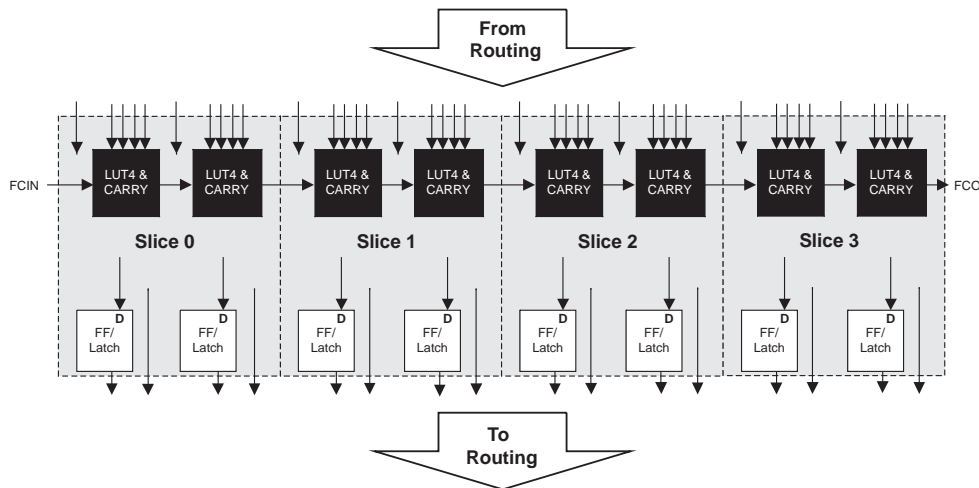 From
Routing
LUT4 &
CARRY
LUT4 &
CARRY
LUT4 &
CARRY
LUT4 &
CARRY
LUT4 &
CARRY
LUT4 &
CARRY
LUT4 &
CARRY
LUT4 &
CARRY
FCIN
FCO
Slice 0
Slice 1
Slice 2
Slice 3
D
FF/
Latch
D
FF/
Latch
D
FF/
Latch
D
FF/
Latch
D
FF/
Latch
D
FF/
Latch
D
FF/
Latch
D
FF/
Latch
To
Routing